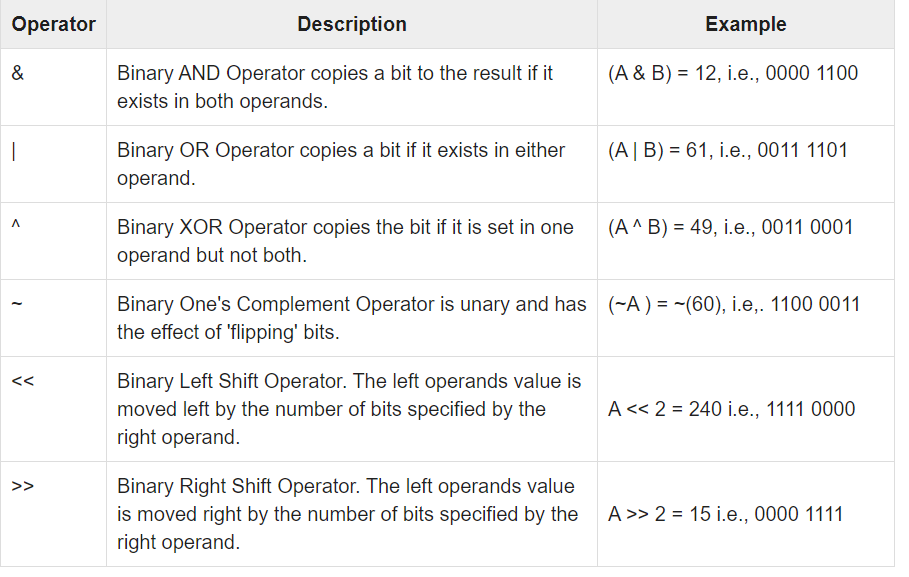 Operator Description Example
& Binary AND Operator copies a bit to the result if it (A & B) = 12, i.e., 0000 1100
exists in both operands.
| Binary OR Operator copies a bit if it exists in either (A | B) = 61, i.e., 0011 1101
operand.
^ Binary XOR Operator copies the bit if it is set in one (A ^ B) = 49, i.e., 0011 0001
operand but not both.
~ Binary One's Complement Operator is unary and has (~A ) = ~(60), i.e,. 1100 0011
the effect of 'flipping' bits.
<< Binary Left Shift Operator. The left operands value is
moved left by the number of bits specified by the A << 2 = 240 i.e., 1111 0000
right operand.
>> Binary Right Shift Operator. The left operands value
is moved right by the number of bits specified by the A >> 2 = 15 i.e., 0000 1111
right operand.